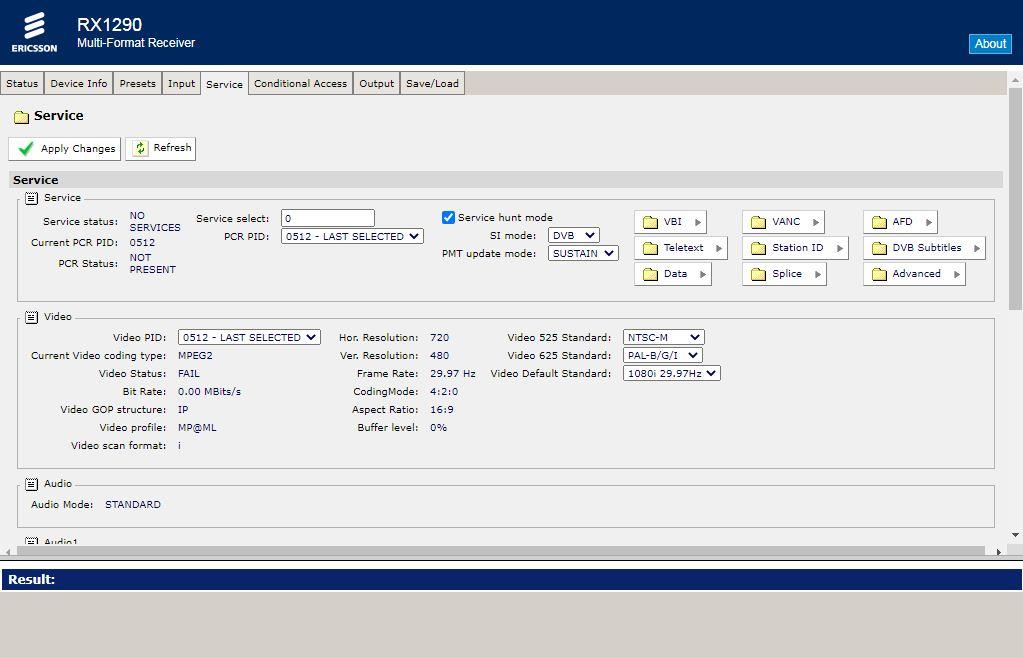 RX1290
Multi-Format Receiver
ERICSSON
About
Status Device Info Presets Input Service Conditional Access Output Save/Load
Service
Apply Changes Refresh
Service
Service
Service status: NO SERVICES
Current PCR PID: 0512
PCR Status: NOT PRESENT
Service select: 0
PCR PID: 0512 - LAST SELECTED
Service hunt mode
SI mode: DVB
PMT update mode: SUSTAIN
VBI VANC AFD
Teletext Station ID DVB Subtitles
Data Splice Advanced
Video
Video PID: 0512 - LAST SELECTED Hor. Resolution: 720 Video 525 Standard: NTSC-M
Current Video coding type: MPEG2 Ver. Resolution: 480 Video 625 Standard: PAL-B/G/I
Video Status: FAIL Frame Rate: 29.97 Hz Video Default Standard: 1080i 29.97Hz
Bit Rate: 0.00 MBits/s CodingMode: 4:2:0
Video GOP structure: IP Aspect Ratio: 16:9
Video profile: MP@ML Buffer level: 0%
Video scan format: i
Audio
Audio Mode: STANDARD
Audio1
Result: